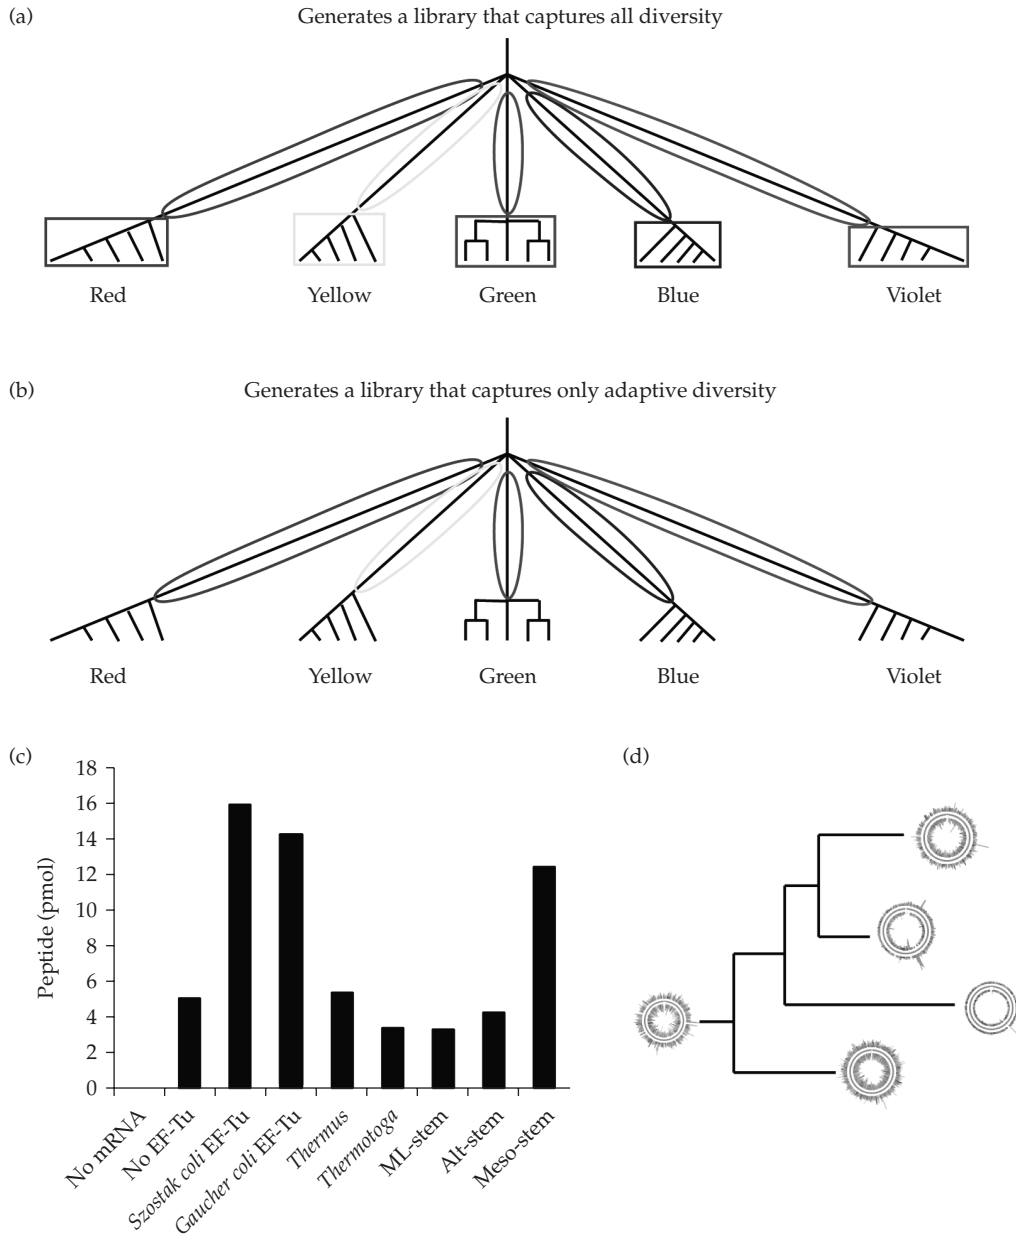 (a)
Generates a library that captures all diversity
Red
Yellow
Green
Blue
Violet
(b)
Generates a library that captures only adaptive diversity
Red
Yellow
Green
Blue
Violet
(c)
18
16
14
12
10
8
6
4
2
0
Peptide (pmol)
No mRNA
No EF-Tu
Szostak coli EF-Tu
Gaucher coli EF-Tu
Thermus
Thermotoga
ML-stem
Alt-stem
Meso-stem
(d)